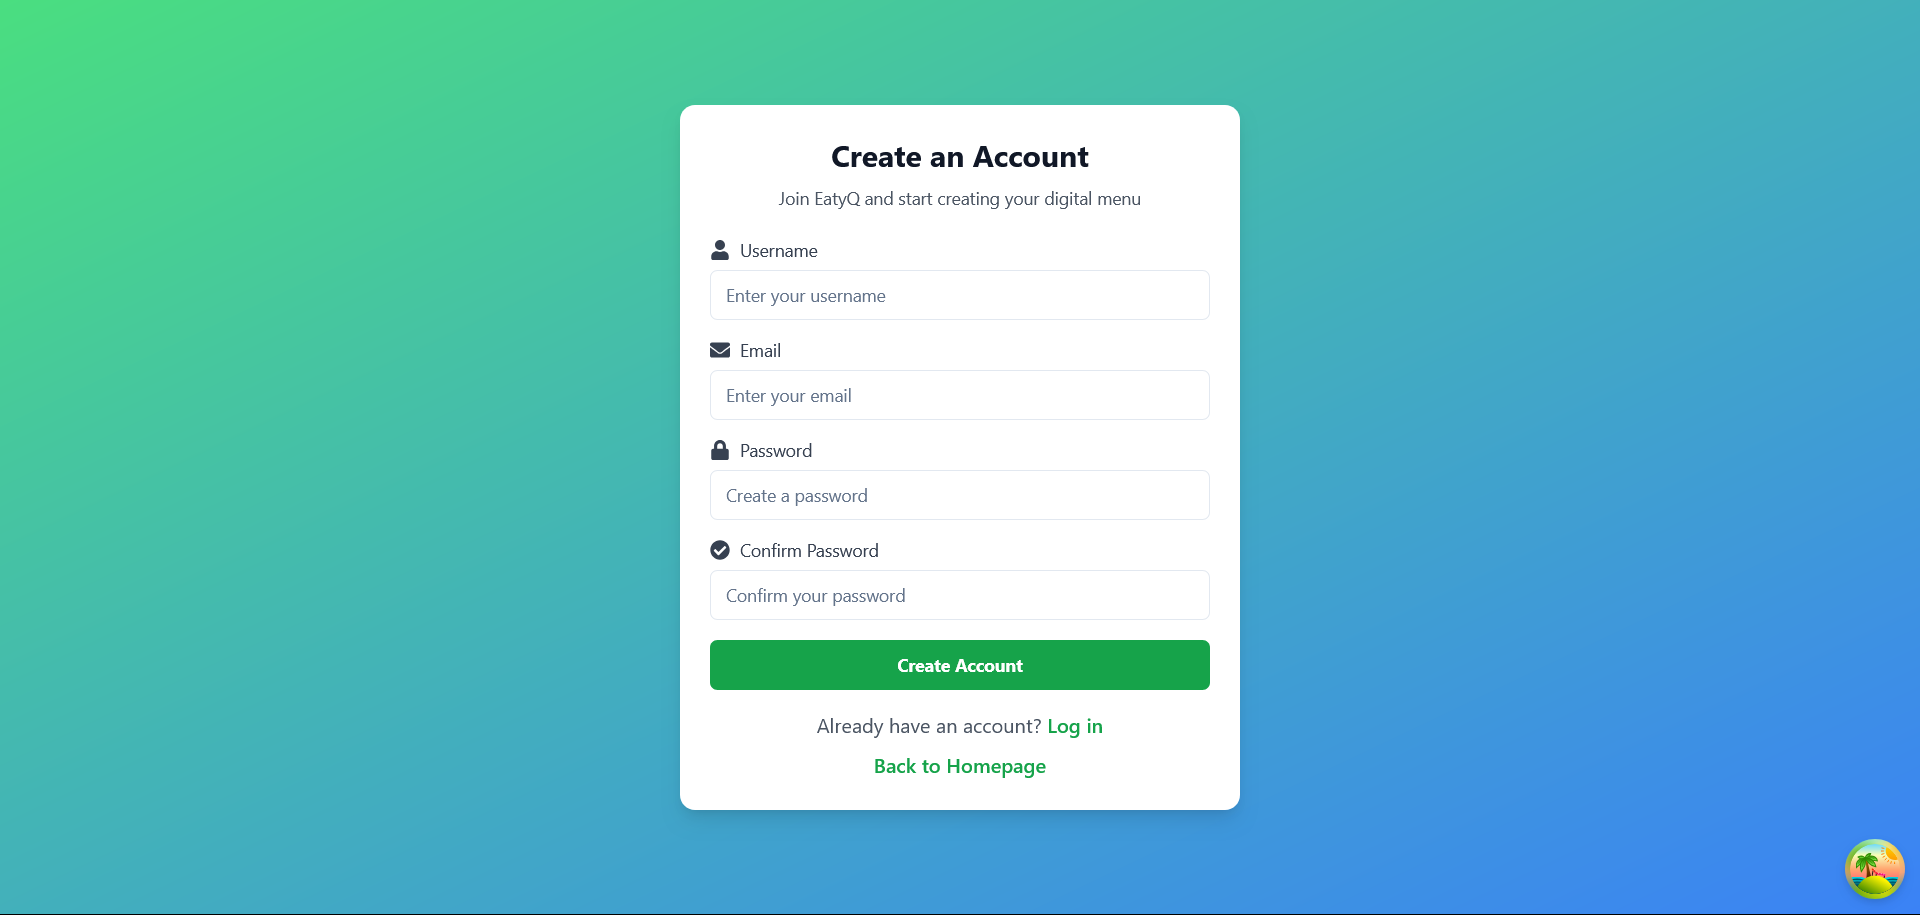 Create an Account
Join EatyQ and start creating your digital menu
Username
Enter your username
Email
Enter your email
Password
Create a password
Confirm Password
Confirm your password
Create Account
Already have an account? Log in
Back to Homepage